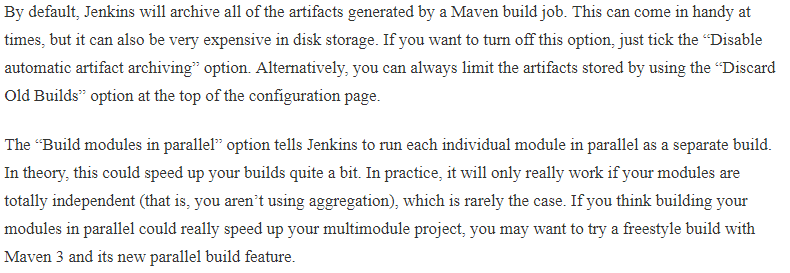 By default, Jenkins will archive all of the artifacts generated by a Maven build job. This can come in handy at
times, but it can also be very expensive in disk storage. If you want to turn off this option, just tick the “Disable
automatic artifact archiving” option. Alternatively, you can always limit the artifacts stored by using the “Discard
Old Builds” option at the top of the configuration page.
The “Build modules in parallel” option tells Jenkins to run each individual module in parallel as a separate build.
In theory, this could speed up your builds quite a bit. In practice, it will only really work if your modules are
totally independent (that is, you aren’t using aggregation), which is rarely the case. If you think building your
modules in parallel could really speed up your multimodule project, you may want to try a freestyle build with
Maven 3 and its new parallel build feature.